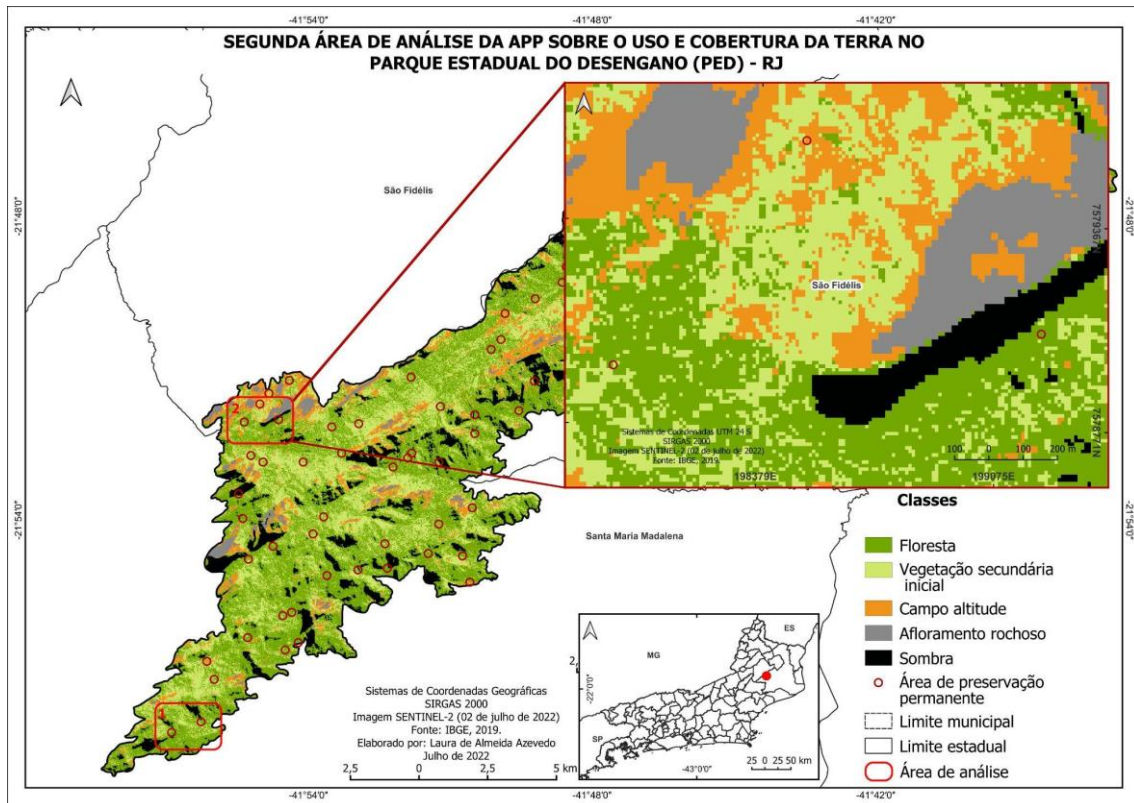 -41°54'0"
-41°48'0"
-41°42'0"
SEGUNDA ÁREA DE ANÁLISE DA APP SOBRE O USO E COBERTURA DA TERRA NO
PARQUE ESTADUAL DO DESENGANO (PED) - RJ
São Fidélis
-21°48'0"
-21°48'0"
São Fidélis
Sistemas de Coordenadas UTM 24 S
SIRGAS 2000
Imagem SENTINEL-2 (02 de julho de 2022)
Fonte: IBGE, 2019.
100 0 100 200 m
198379E
199075E
2
-21°54'0"
-21°54'0"
Santa Maria Madalena
Classes
Floresta
Vegetação secundária
inicial
Campo altitude
Afloramento rochoso
Sombra
Área de preservação
permanente
Limite municipal
Limite estadual
Área de análise
1
Sistemas de Coordenadas Geográficas
SIRGAS 2000
Imagem SENTINEL-2 (02 de julho de 2022)
Fonte: IBGE, 2019.
Elaborado por: Laura de Almeida Azevedo
Julho de 2022
2,5 0 2,5 5 km
MG
ES
SP
-22°0'0"
-43°0'0"
25 0 25 50 km
-41°54'0"
-41°48'0"
-41°42'0"